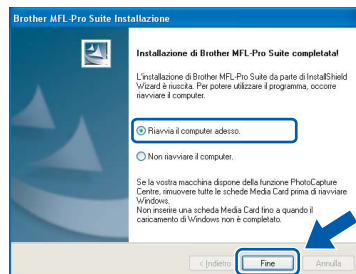 Brother MFL-Pro Suite Installazione
Installazione di Brother MFL-Pro Suite completata!
L'installazione di Brother MFL-Pro Suite da parte di InstallShield
Wizard è riuscita. Per potere utilizzare il programma, occorre
riavviare il computer.
Riavvia il computer adesso.
Non riavviare il computer.
Se la vostra macchina dispone della funzione PhotoCapture
Centre, rimuovere tutte le schede Media Card prima di riavviare
Windows.
Non inserire una scheda Media Card fino a quando il
caricamento di Windows non è completato.
< Indietro Fine Annulla